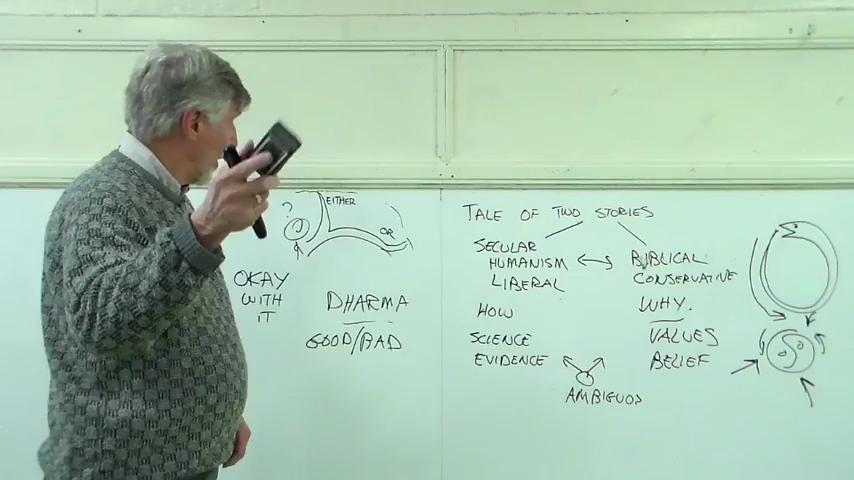 ?
EITHER
OR
OKAY
WITH
IT
DHARMA
GOOD/BAD
TALE OF TWO STORIES
SECULAR
HUMANISM
LIBERAL
HOW
SCIENCE
EVIDENCE
AMBIGUOS
BIBLICAL
CONSERVATIVE
WHY.
VALUES
BELIEF